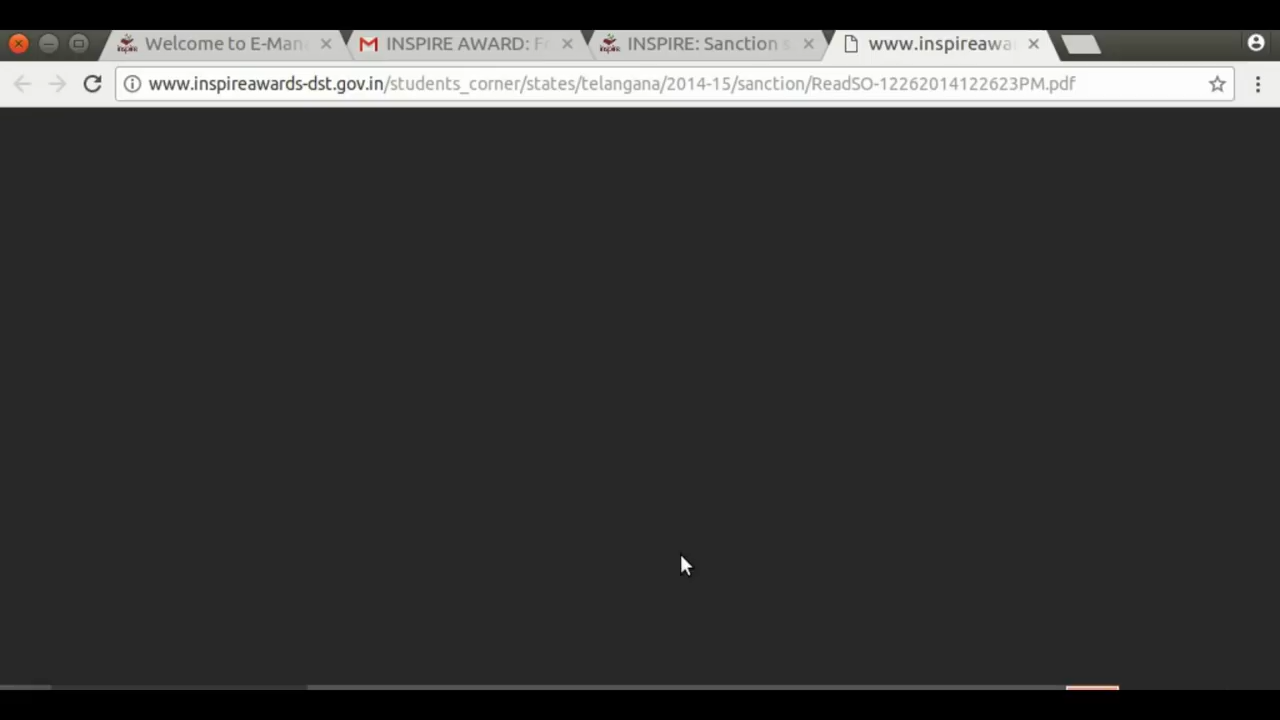 Welcome to E-Man
INSPIRE AWARD: F
INSPIRE: Sanction
www.inspireawa
www.inspireawards-dst.gov.in/students_corner/states/telangana/2014-15/sanction/ReadSO-12262014122623PM.pdf